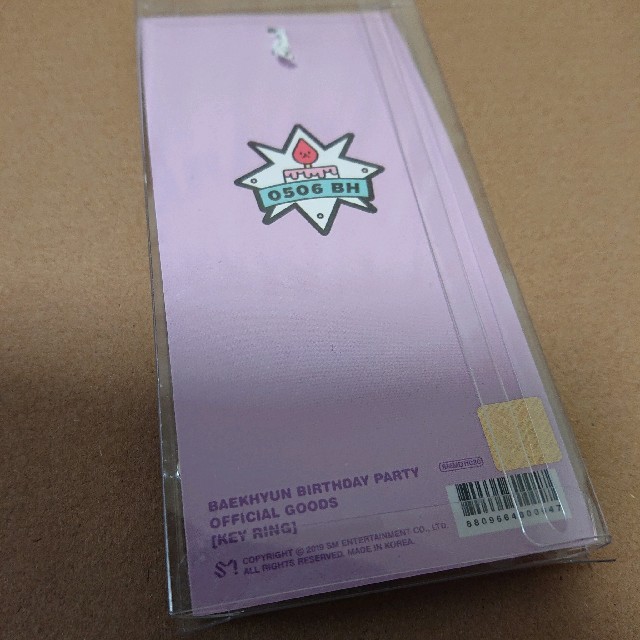 0506 BH
BAEKHYUN BIRTHDAY PARTY
OFFICIAL GOODS
[KEY RING]
SM COPYRIGHT © 2019 SM ENTERTAINMENT CO., LTD.
ALL RIGHTS RESERVED. MADE IN KOREA.